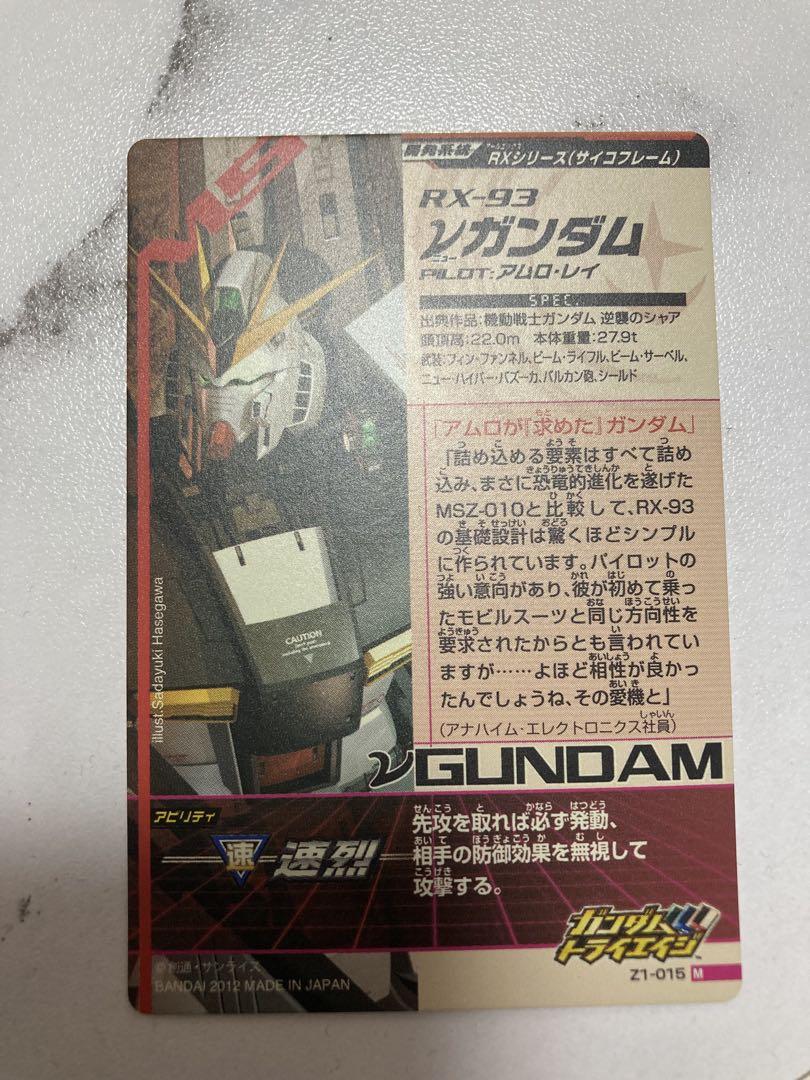 MS
開発系統
RXシリーズ(サイコフレーム)
RX-93
νガンダム
ニュー
PILOT:アムロ・レイ
SPEC.
出典作品:機動戦士ガンダム 逆襲のシャア
頭頂高:22.0m 本体重量:27.9t
武装:フィン・ファンネル、ビーム・ライフル、ビーム・サーベル、
ニュー・ハイパー・バズーカ、バルカン砲、シールド
「アムロが『求めた』ガンダム」
「詰め込める要素はすべて詰め
込み、まさに恐竜的進化を遂げた
MSZ-010と比較して、RX-93
の基礎設計は驚くほどシンプル
に作られています。パイロットの
強い意向があり、彼が初めて乗っ
たモビルスーツと同じ方向性を
要求されたからとも言われてい
ますが……よほど相性が良かっ
たんでしょうね、その愛機と」
(アナハイム・エレクトロニクス社員)
CAUTION
illust.Sadayuki Hasegawa
νGUNDAM
アビリティ
速 速烈
先攻を取れば必ず発動、
相手の防御効果を無視して
攻撃する。
ガンダム
トライエイジ
TM
Z1-015 M
©創通・サンライズ
BANDAI 2012 MADE IN JAPAN